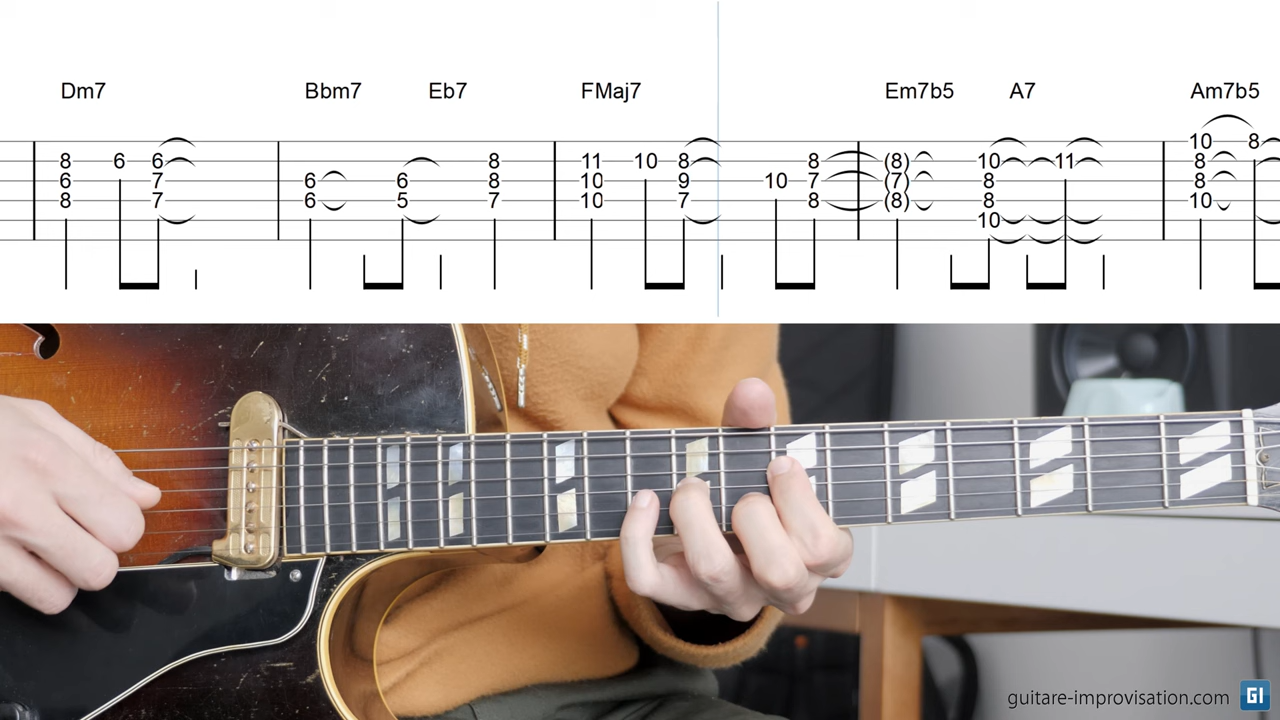 Dm7 Bbm7 Eb7 FMaj7 Em7b5 A7 Am7b5
10 8
8 6 6 8 11 10 8 8 (8) 10 11 8
6 7 6 6 8 10 9 10 7 (7) 8 8
8 7 6 5 7 10 7 8 (8) 8 10
10
guitare-improvisation.com GI